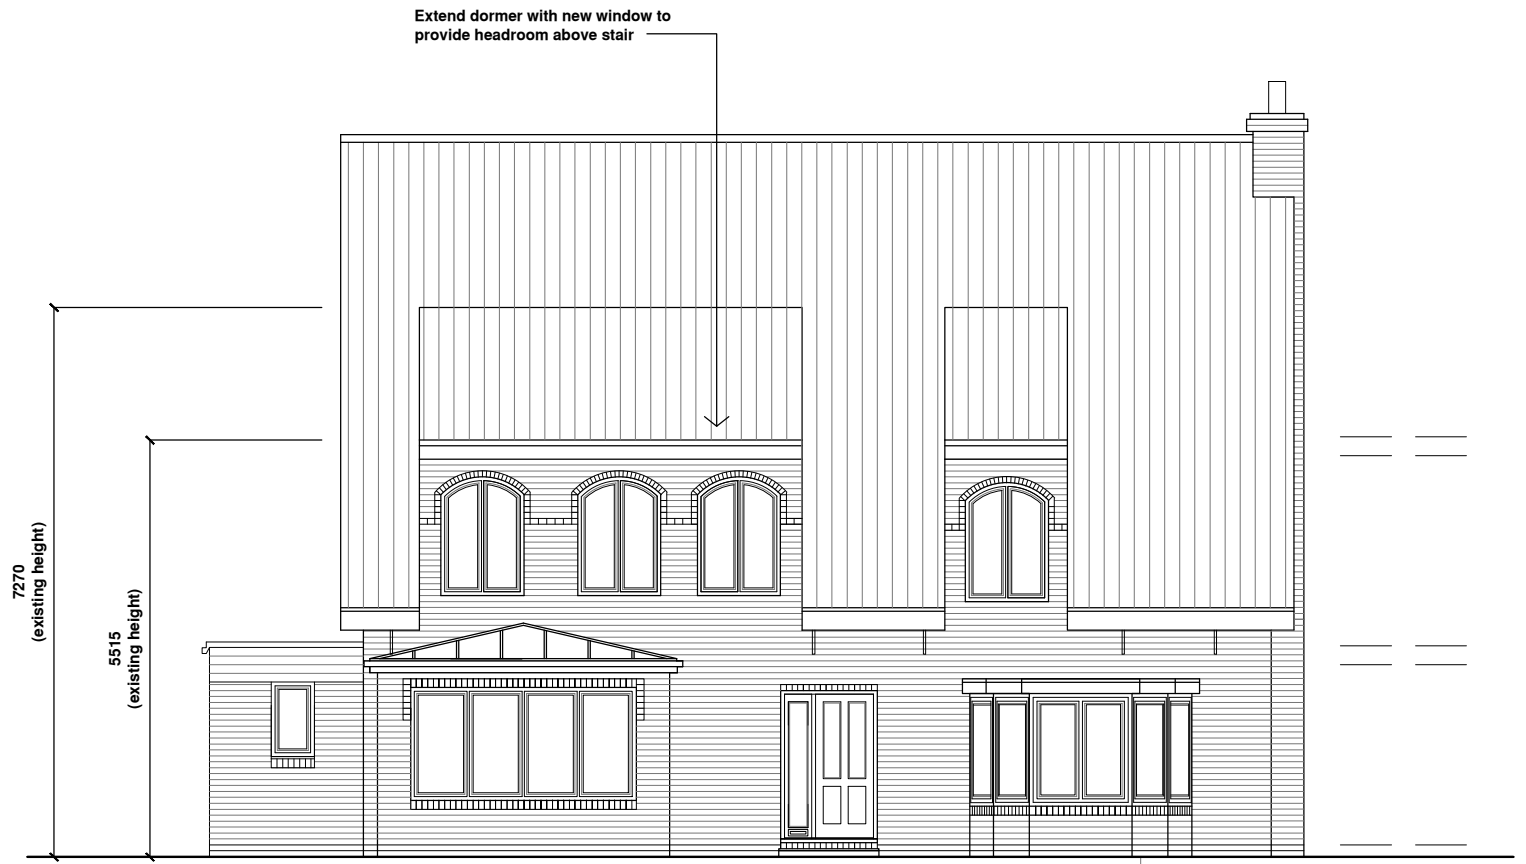 Extend dormer with new window to
provide headroom above stair
7270
(existing height)
5515
(existing height)